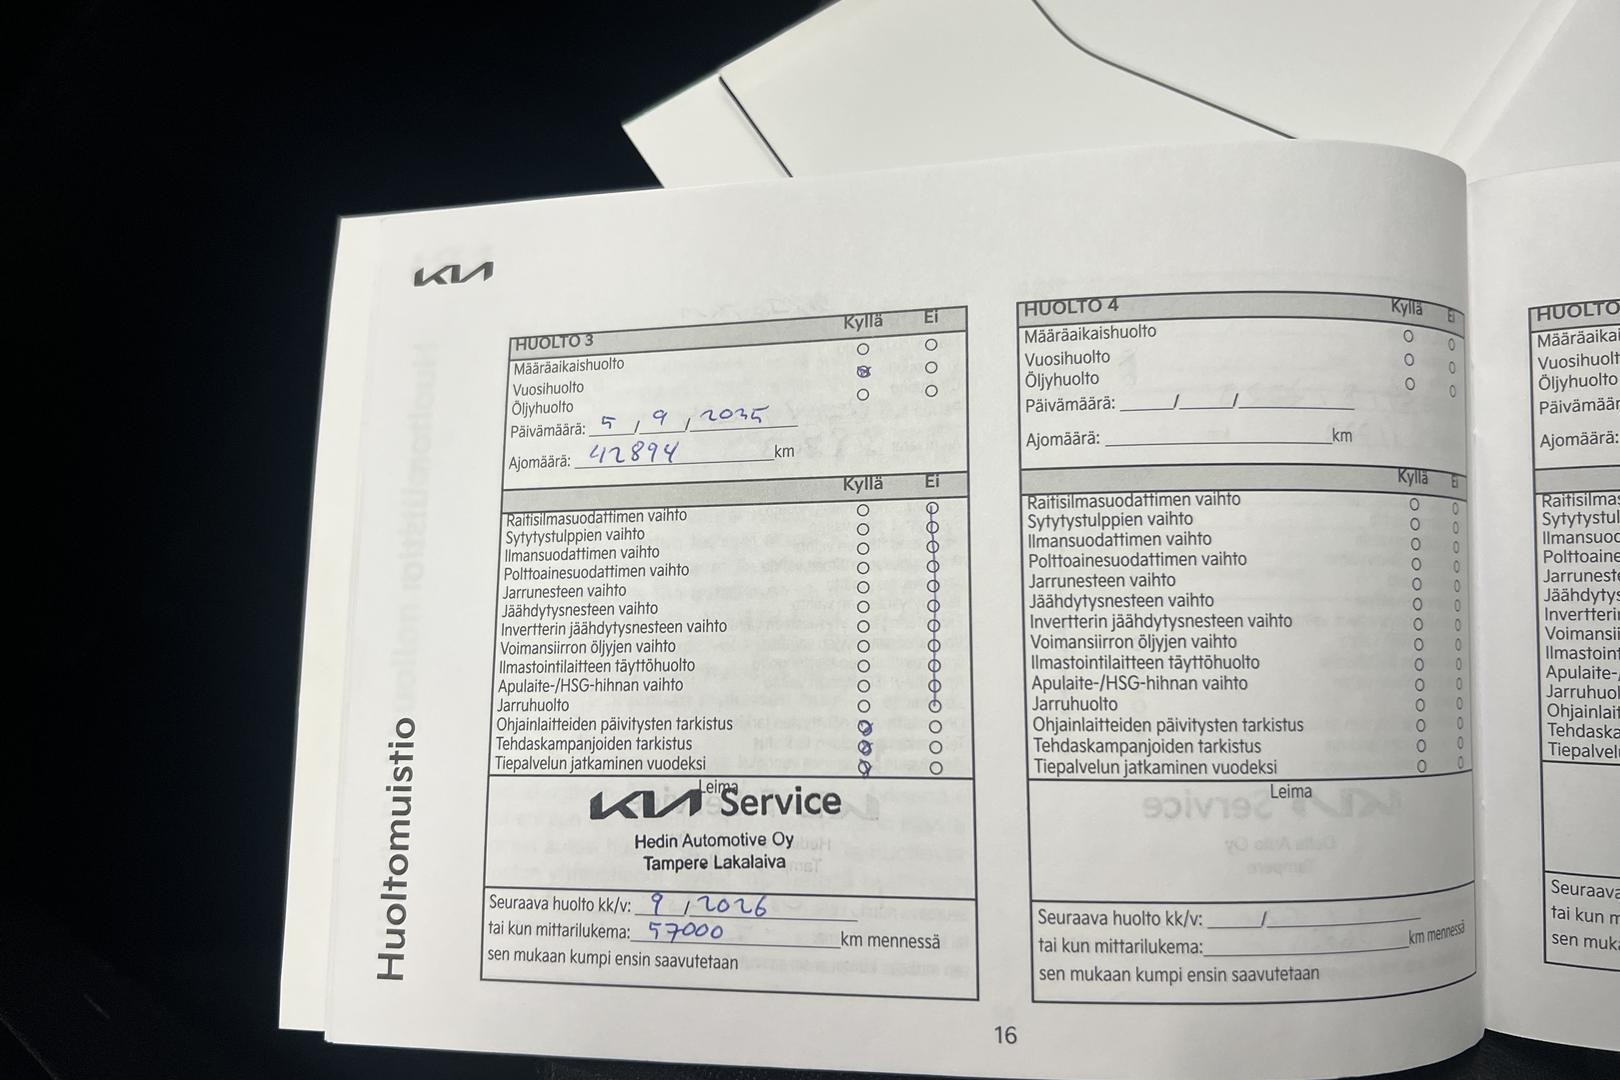 KIA
Huoltomuistio
HUOLTO 3 Kyllä Ei
Määräaikaishuolto
Vuosihuolto
Öljyhuolto
Päivämäärä: 5 / 9 / 2025
Ajomäärä: 42894 km
Kyllä Ei
Raitisilmasuodattimen vaihto
Sytytystulppien vaihto
Ilmansuodattimen vaihto
Polttoainesuodattimen vaihto
Jarrunesteen vaihto
Jäähdytysnesteen vaihto
Invertterin jäähdytysnesteen vaihto
Voimansiirron öljyjen vaihto
Ilmastointilaitteen täyttöhuolto
Apulaite-/HSG-hihnan vaihto
Jarruhuolto
Ohjainlaitteiden päivitysten tarkistus
Tehdaskampanjoiden tarkistus
Tiepalvelun jatkaminen vuodeksi
Leima
KIA Service
Hedin Automotive Oy
Tampere Lakalaiva
Seuraava huolto kk/v: 9 / 2026
tai kun mittarilukema: 57000 km mennessä
sen mukaan kumpi ensin saavutetaan
HUOLTO 4 Kyllä Ei
Määräaikaishuolto
Vuosihuolto
Öljyhuolto
Päivämäärä: / /
Ajomäärä: km
Kyllä Ei
Raitisilmasuodattimen vaihto
Sytytystulppien vaihto
Ilmansuodattimen vaihto
Polttoainesuodattimen vaihto
Jarrunesteen vaihto
Jäähdytysnesteen vaihto
Invertterin jäähdytysnesteen vaihto
Voimansiirron öljyjen vaihto
Ilmastointilaitteen täyttöhuolto
Apulaite-/HSG-hihnan vaihto
Jarruhuolto
Ohjainlaitteiden päivitysten tarkistus
Tehdaskampanjoiden tarkistus
Tiepalvelun jatkaminen vuodeksi
Leima
Seuraava huolto kk/v: /
tai kun mittarilukema: km mennessä
sen mukaan kumpi ensin saavutetaan
16
HUOLTO
Ajomäärä:
Seuraava
tai kun
sen